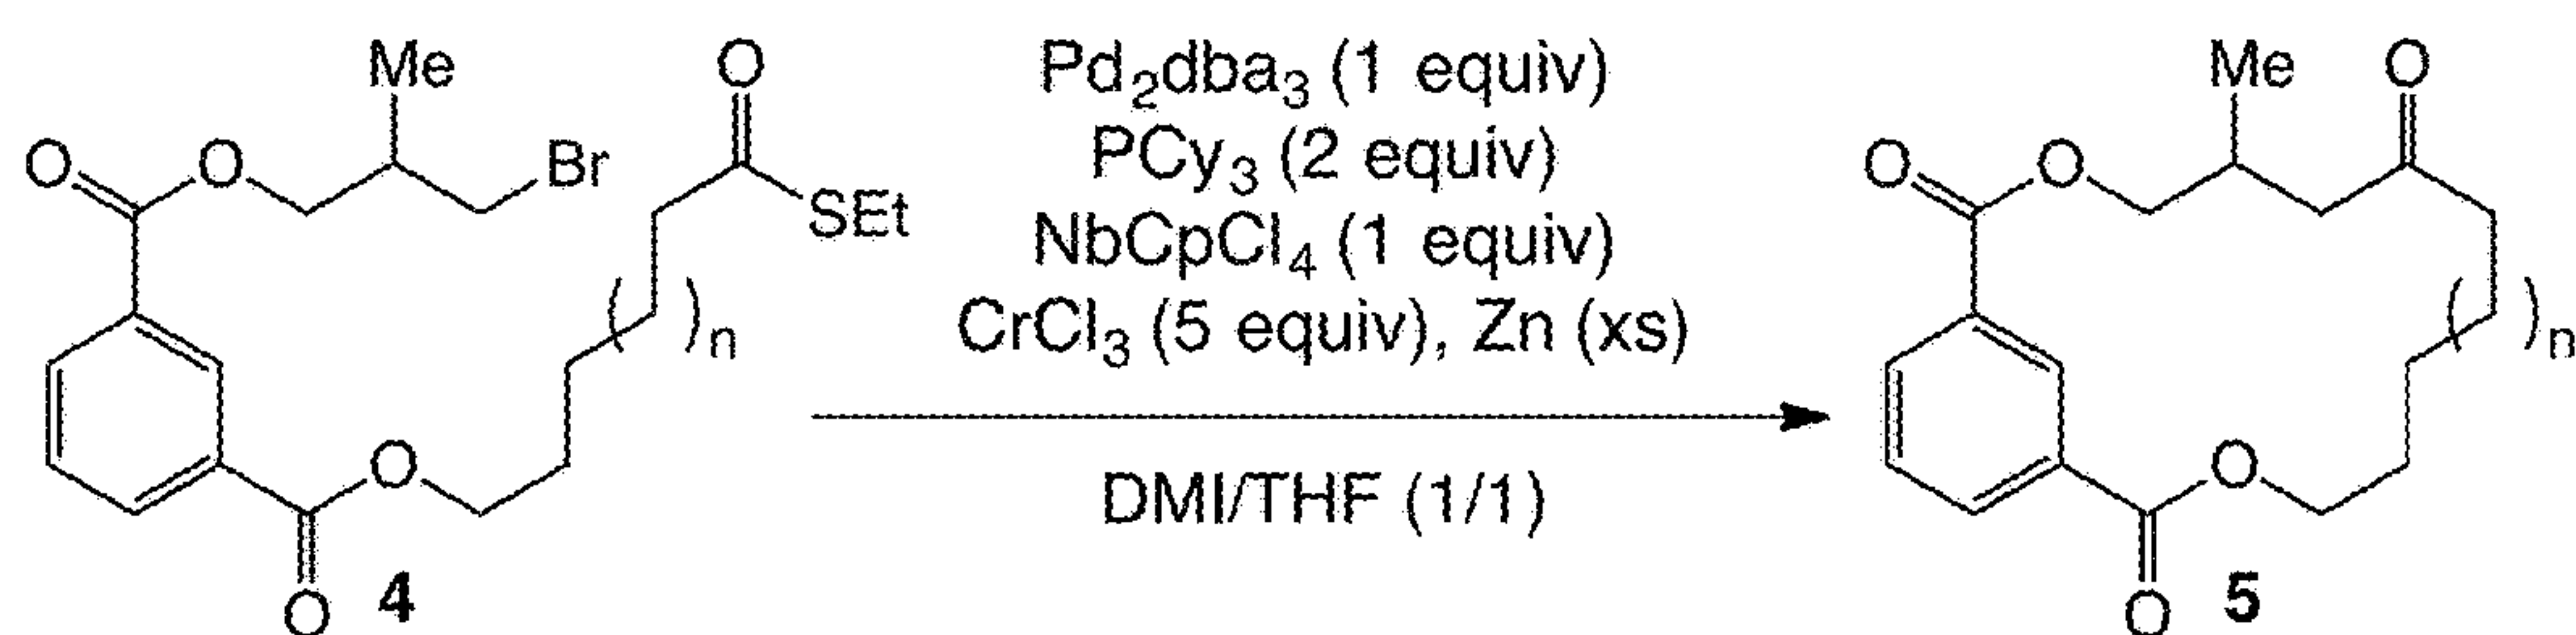 Me
O
O
O
Br
SEt
( )n
O
O
4
Pd₂dba₃ (1 equiv)
PCy₃ (2 equiv)
NbCpCl₄ (1 equiv)
CrCl₃ (5 equiv), Zn (xs)
DMI/THF (1/1)
Me
O
O
O
( )n
O
O
5